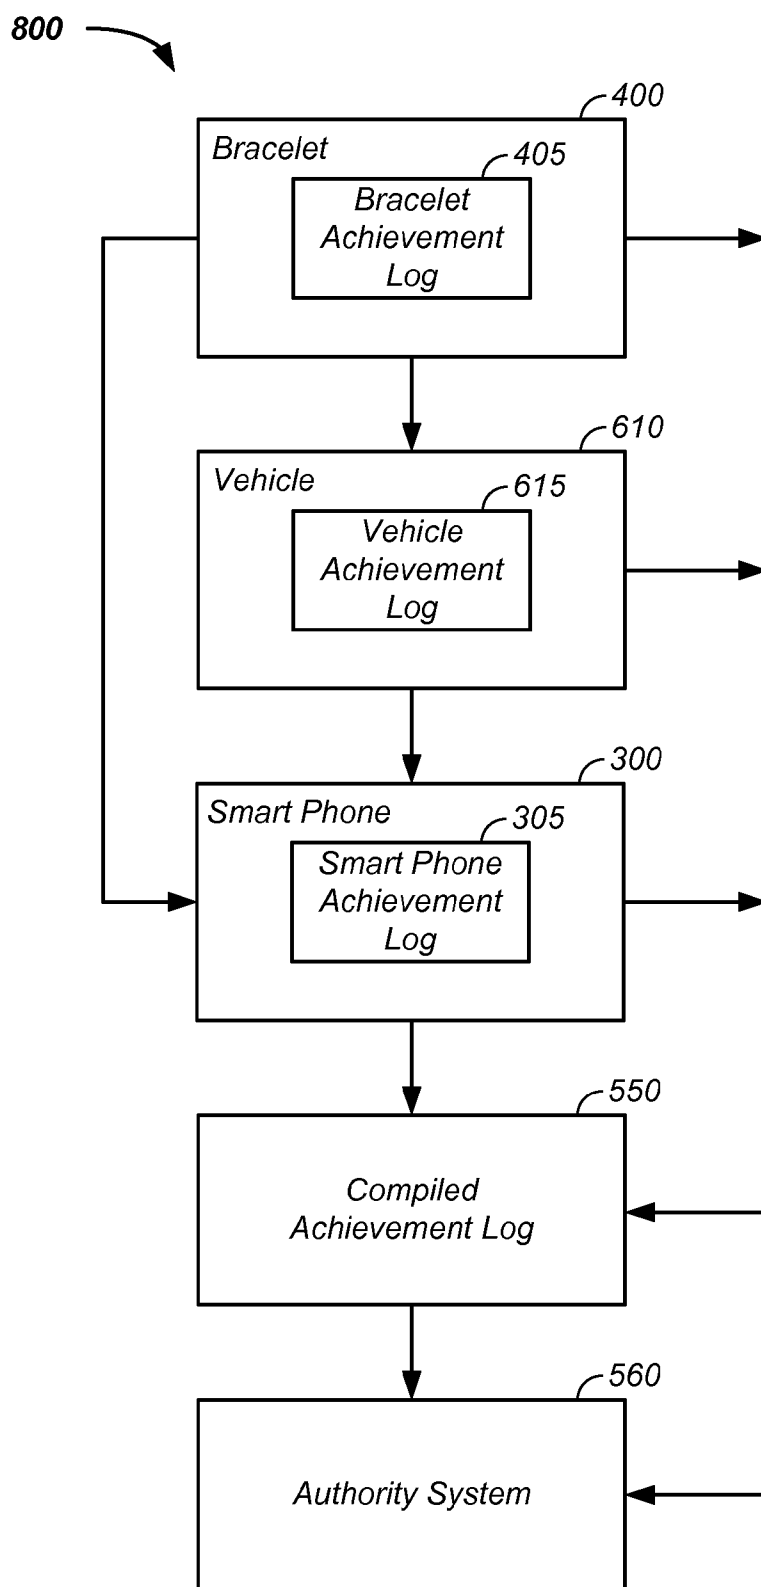 800
400
Bracelet
405
Bracelet
Achievement
Log
610
Vehicle
615
Vehicle
Achievement
Log
300
Smart Phone
305
Smart Phone
Achievement
Log
550
Compiled
Achievement Log
560
Authority System